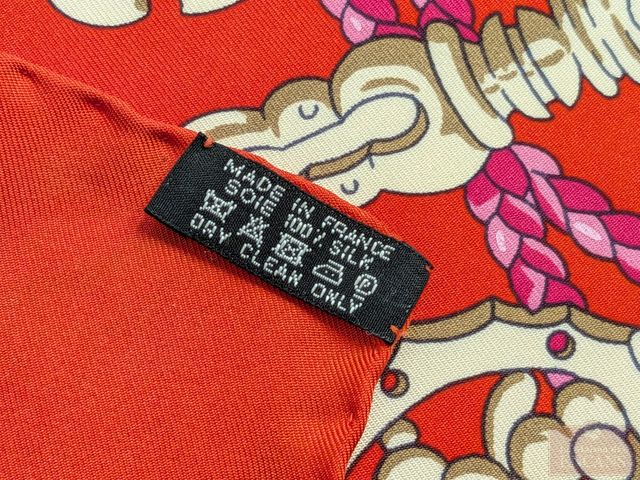 MADE IN FRANCE
SOIE 100% SILK
P
DRY CLEAN ONLY